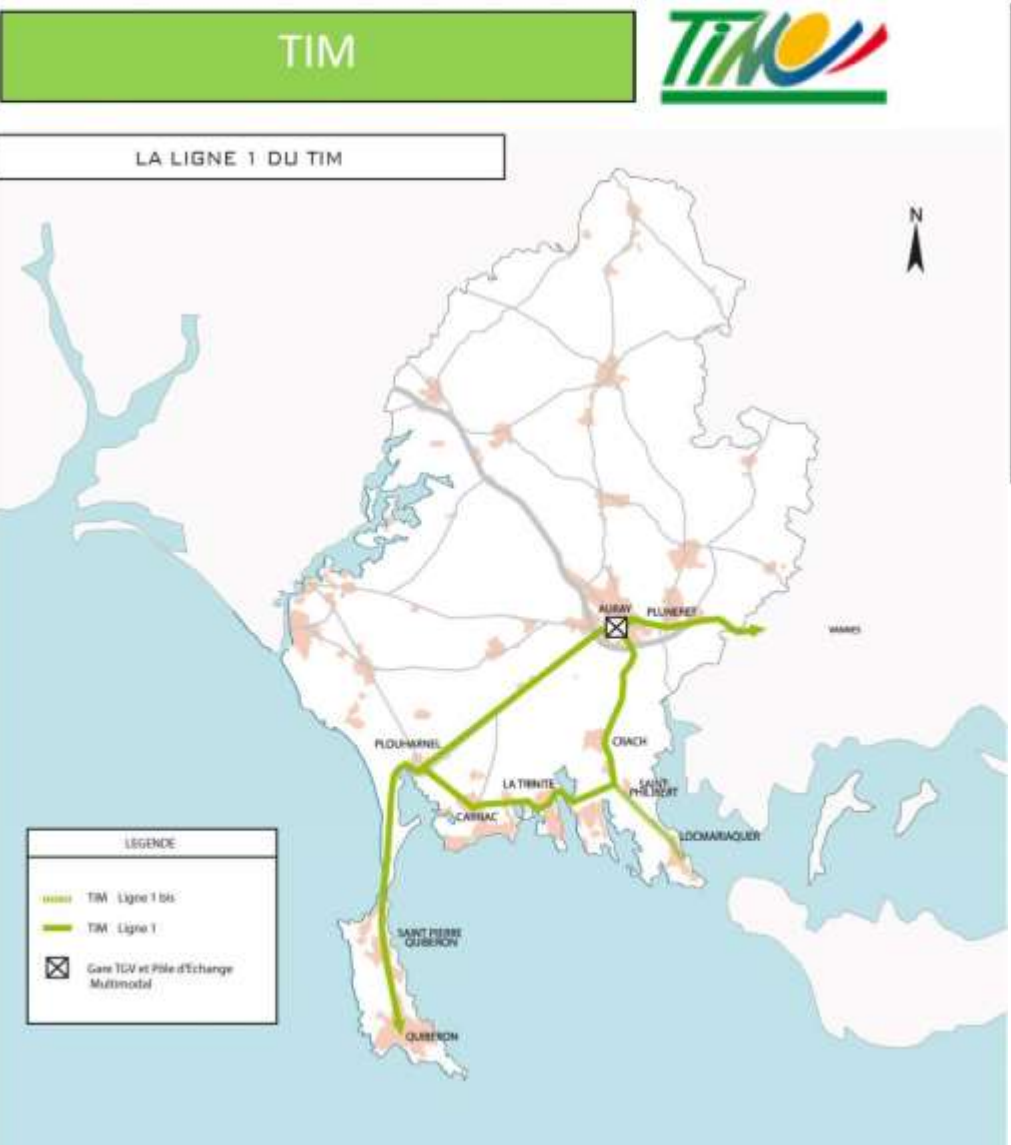 TIM
TIM
LA LIGNE 1 DU TIM
N
AURAY
PLUNERET
VANNES
PLOUHARNEL
CRACH
LA TRINITE
SAINT-
PHILIBERT
CARNAC
LOCMARIAQUER
LEGENDE
TIM Ligne 1 bis
TIM Ligne 1
Gare TGV et Pôle d'Echange
Multimodal
SAINT PIERRE
QUIBERON
QUIBERON